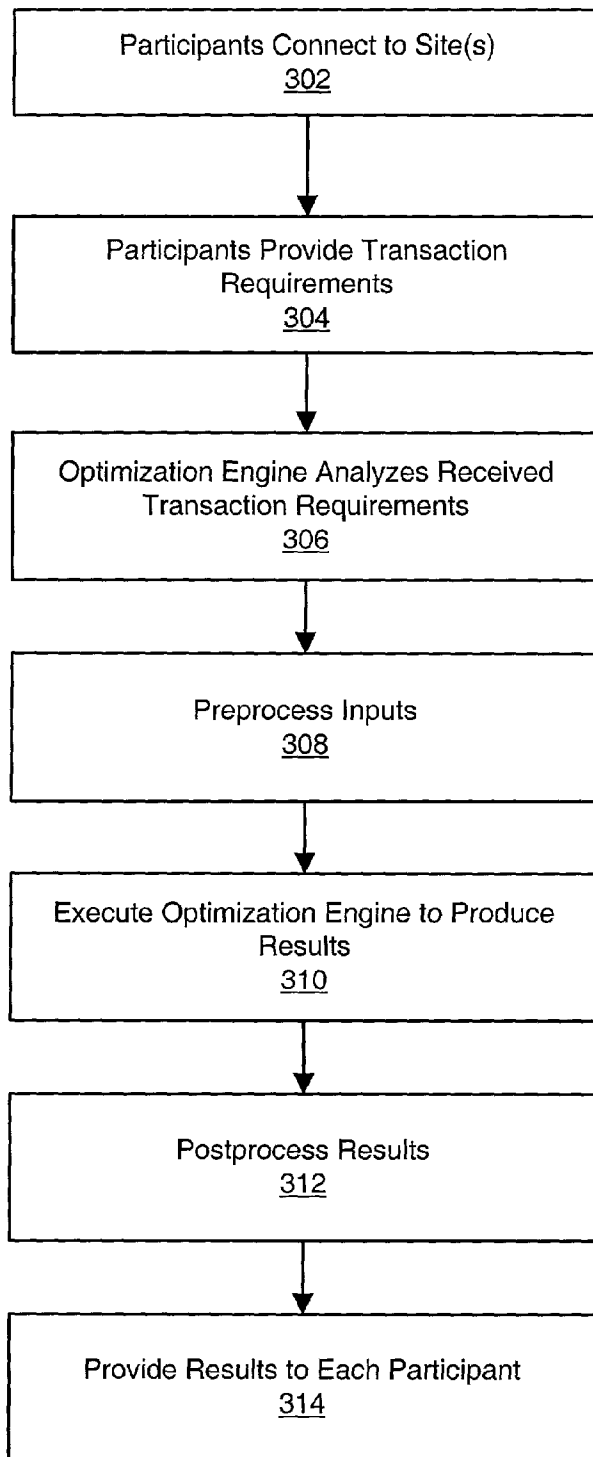 Participants Connect to Site(s)
302
Participants Provide Transaction
Requirements
304
Optimization Engine Analyzes Received
Transaction Requirements
306
Preprocess Inputs
308
Execute Optimization Engine to Produce
Results
310
Postprocess Results
312
Provide Results to Each Participant
314